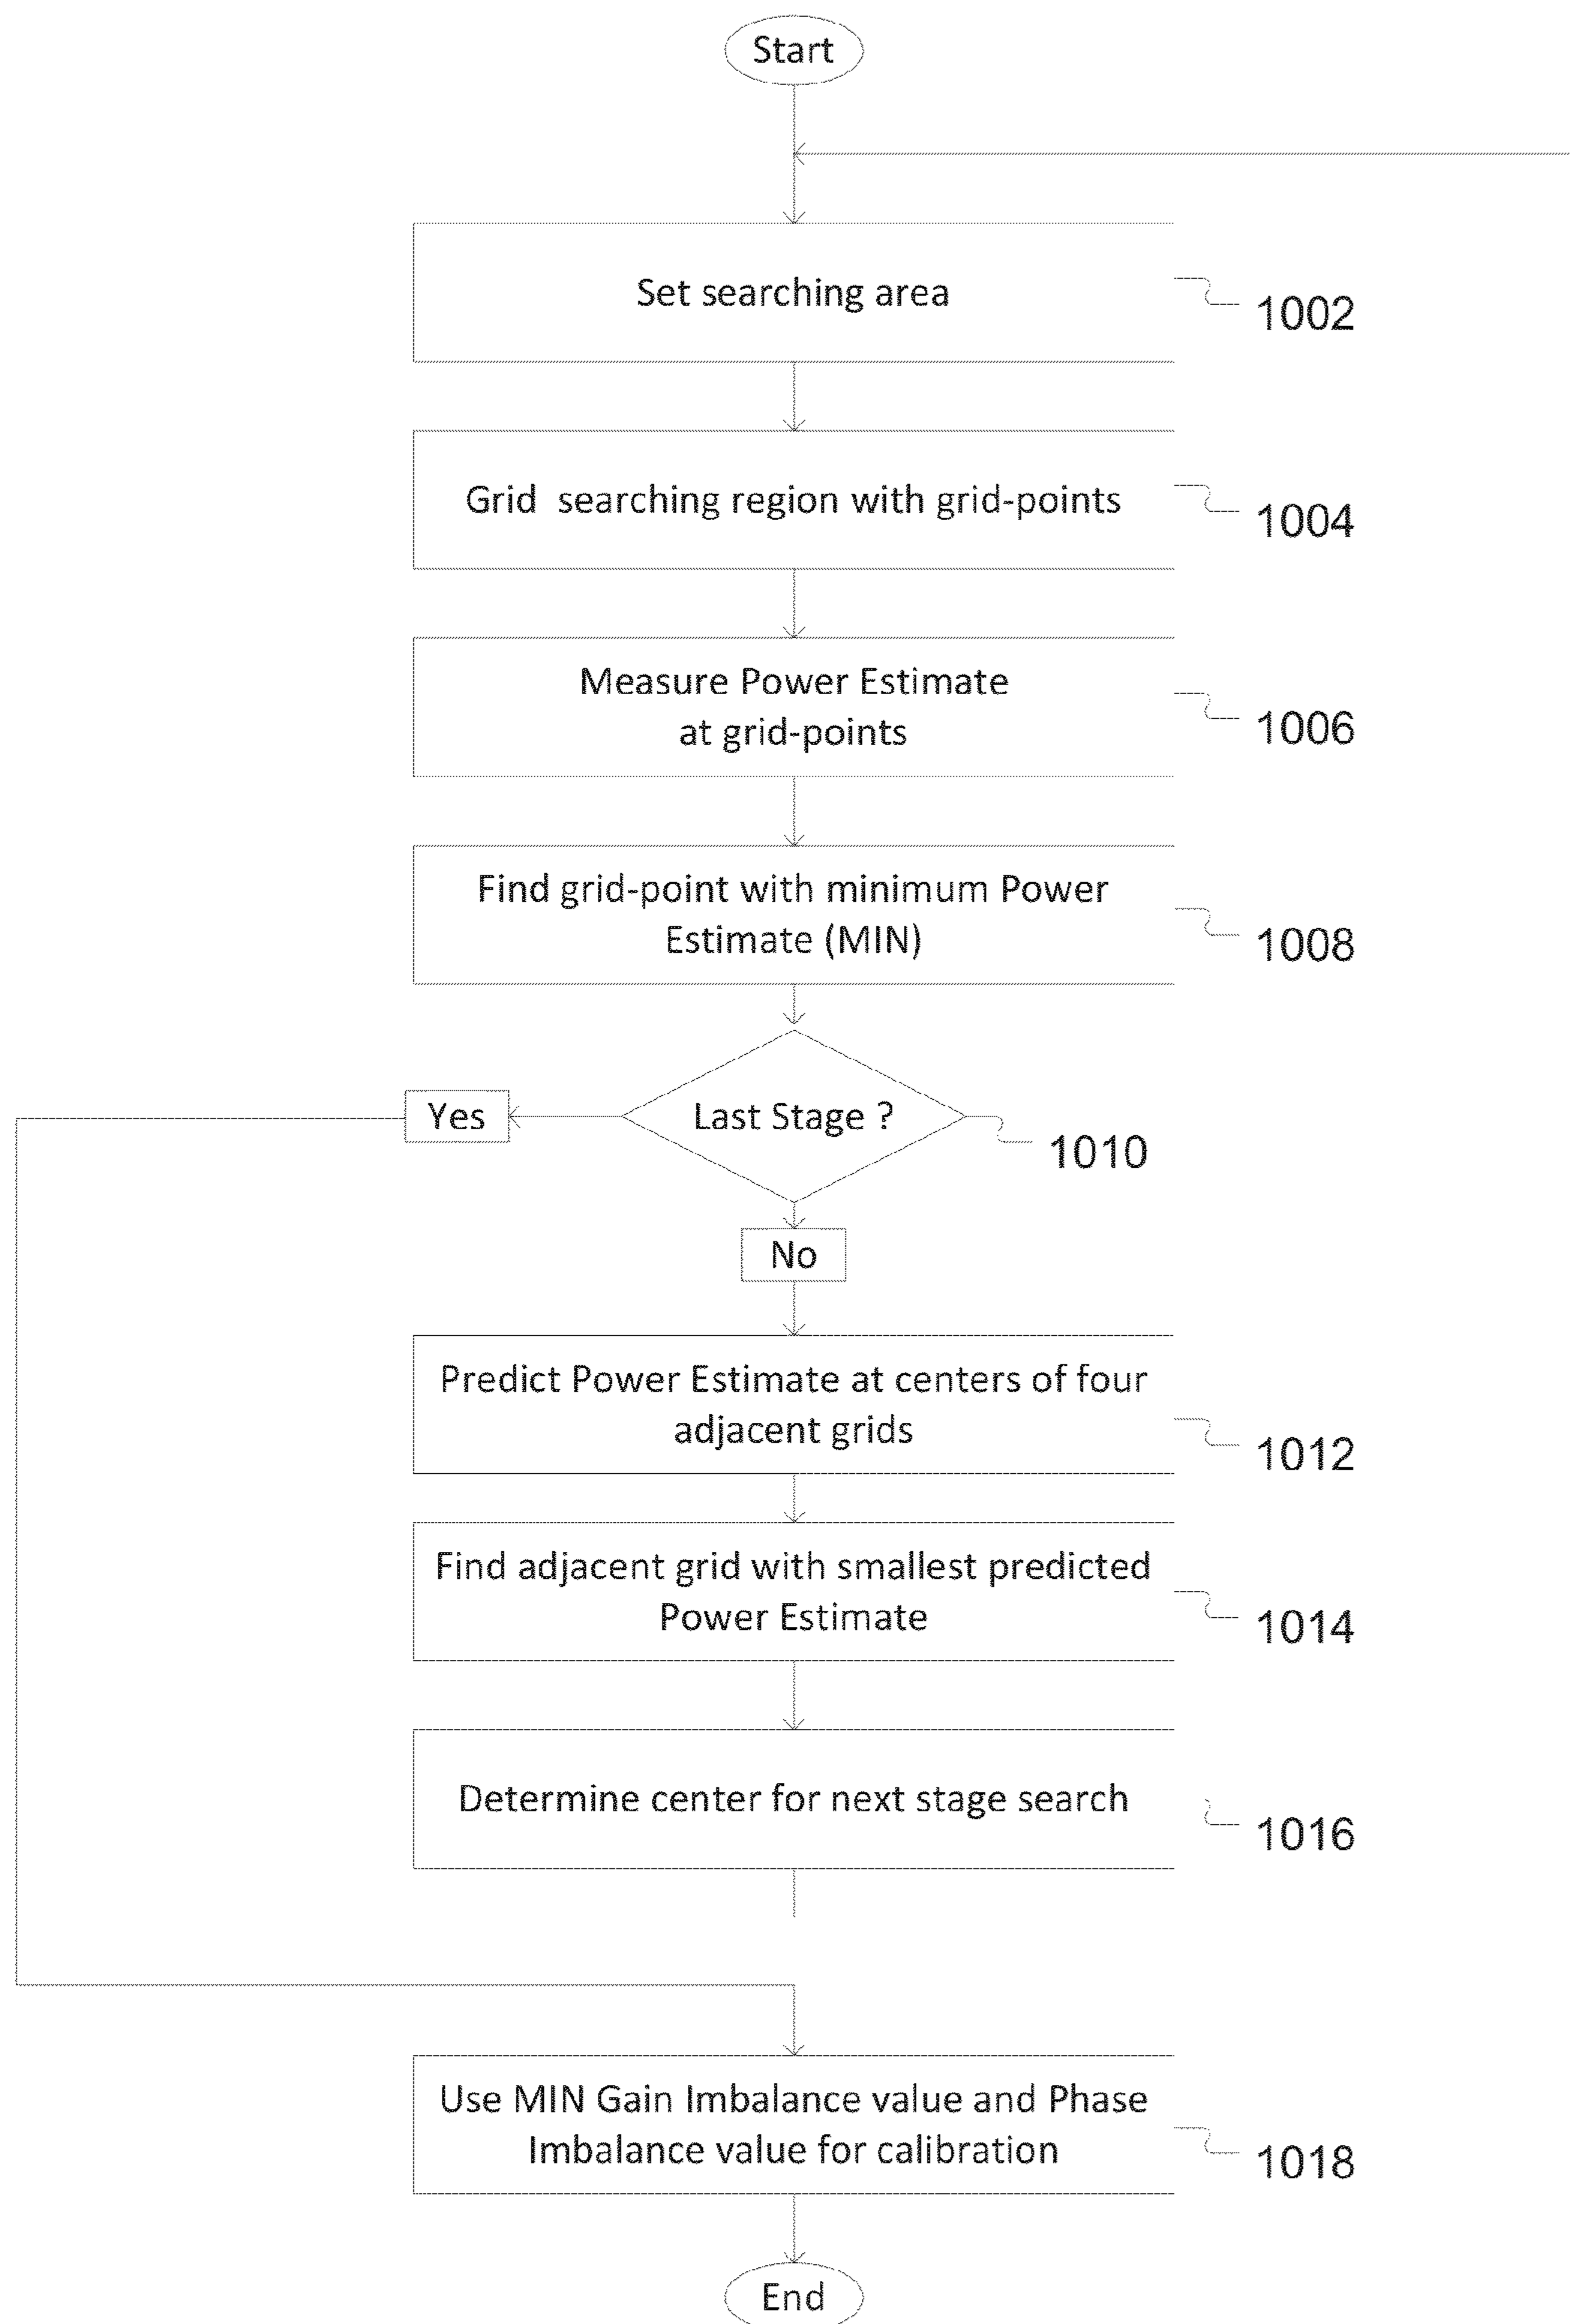 Start
Set searching area
1002
Grid searching region with grid-points
1004
Measure Power Estimate
at grid-points
1006
Find grid-point with minimum Power
Estimate (MIN)
1008
Yes
Last Stage ?
1010
No
Predict Power Estimate at centers of four
adjacent grids
1012
Find adjacent grid with smallest predicted
Power Estimate
1014
Determine center for next stage search
1016
Use MIN Gain Imbalance value and Phase
Imbalance value for calibration
1018
End